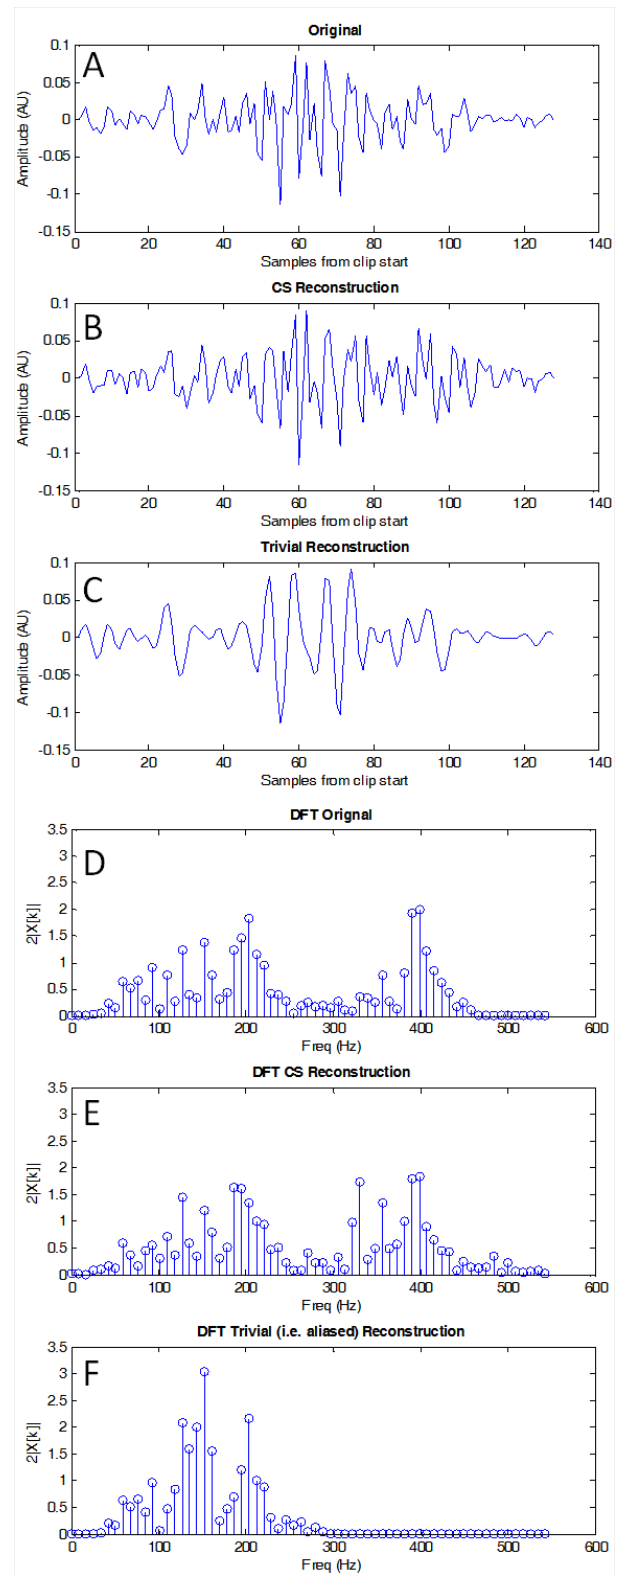 Original
A
0.1
0.05
0
-0.05
-0.1
-0.15
Amplitude (AU)
0 20 40 60 80 100 120 140
Samples from clip start
CS Reconstruction
B
0.1
0.05
0
-0.05
-0.1
-0.15
Amplitude (AU)
0 20 40 60 80 100 120 140
Samples from clip start
Trivial Reconstruction
C
0.1
0.05
0
-0.05
-0.1
-0.15
Amplitude (AU)
0 20 40 60 80 100 120 140
Samples from clip start
DFT Orignal
D
3.5
3
2.5
2
1.5
1
0.5
0
2|X[k]|
0 100 200 300 400 500 600
Freq (Hz)
DFT CS Reconstruction
E
3.5
3
2.5
2
1.5
1
0.5
0
2|X[k]|
0 100 200 300 400 500 600
Freq (Hz)
DFT Trivial (i.e. aliased) Reconstruction
F
3.5
3
2.5
2
1.5
1
0.5
0
2|X[k]|
0 100 200 300 400 500 600
Freq (Hz)